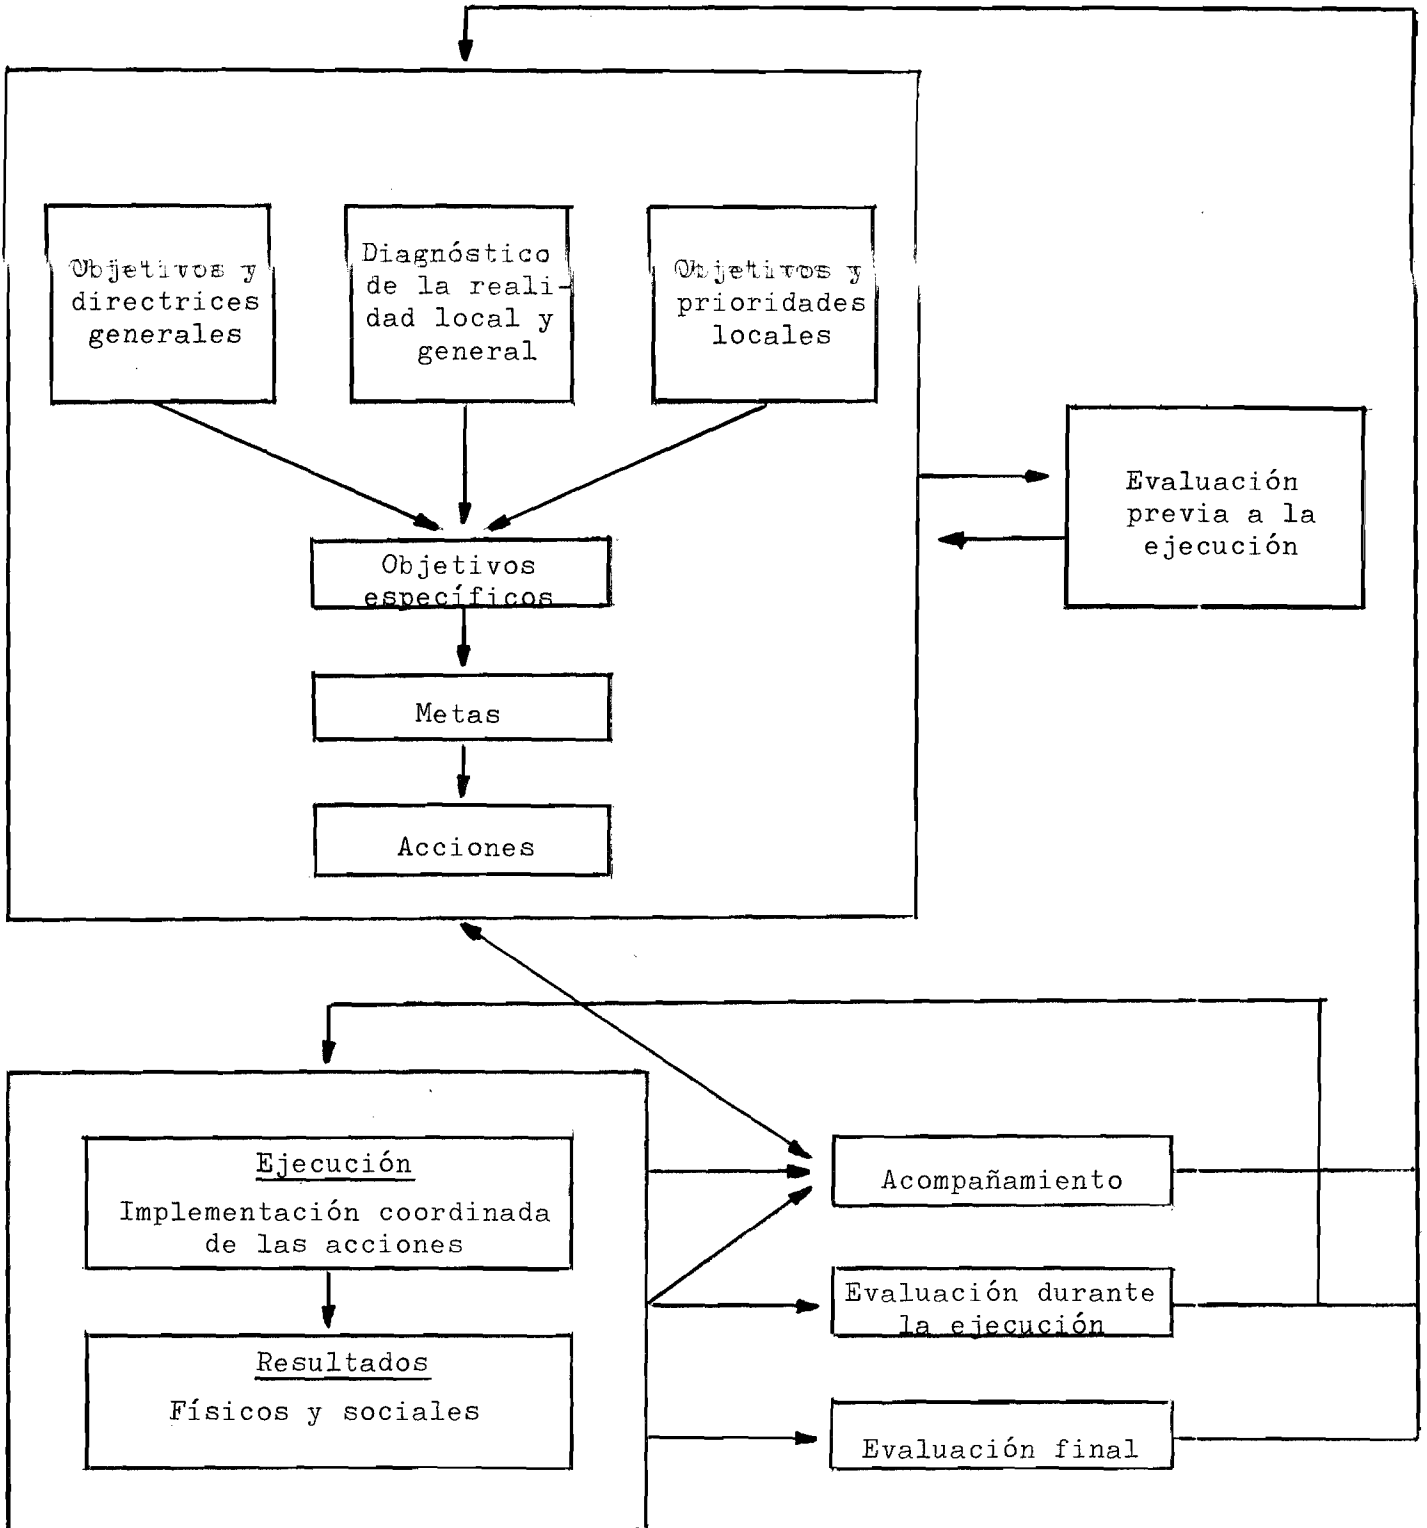 Objetivos y
directrices
generales
Diagnóstico
de la reali-
dad local y
general
Objetivos y
prioridades
locales
Evaluación
previa a la
ejecución
Objetivos
específicos
Metas
Acciones
Ejecución
Implementación coordinada
de las acciones
Resultados
Físicos y sociales
Acompañamiento
Evaluación durante
la ejecución
Evaluación final